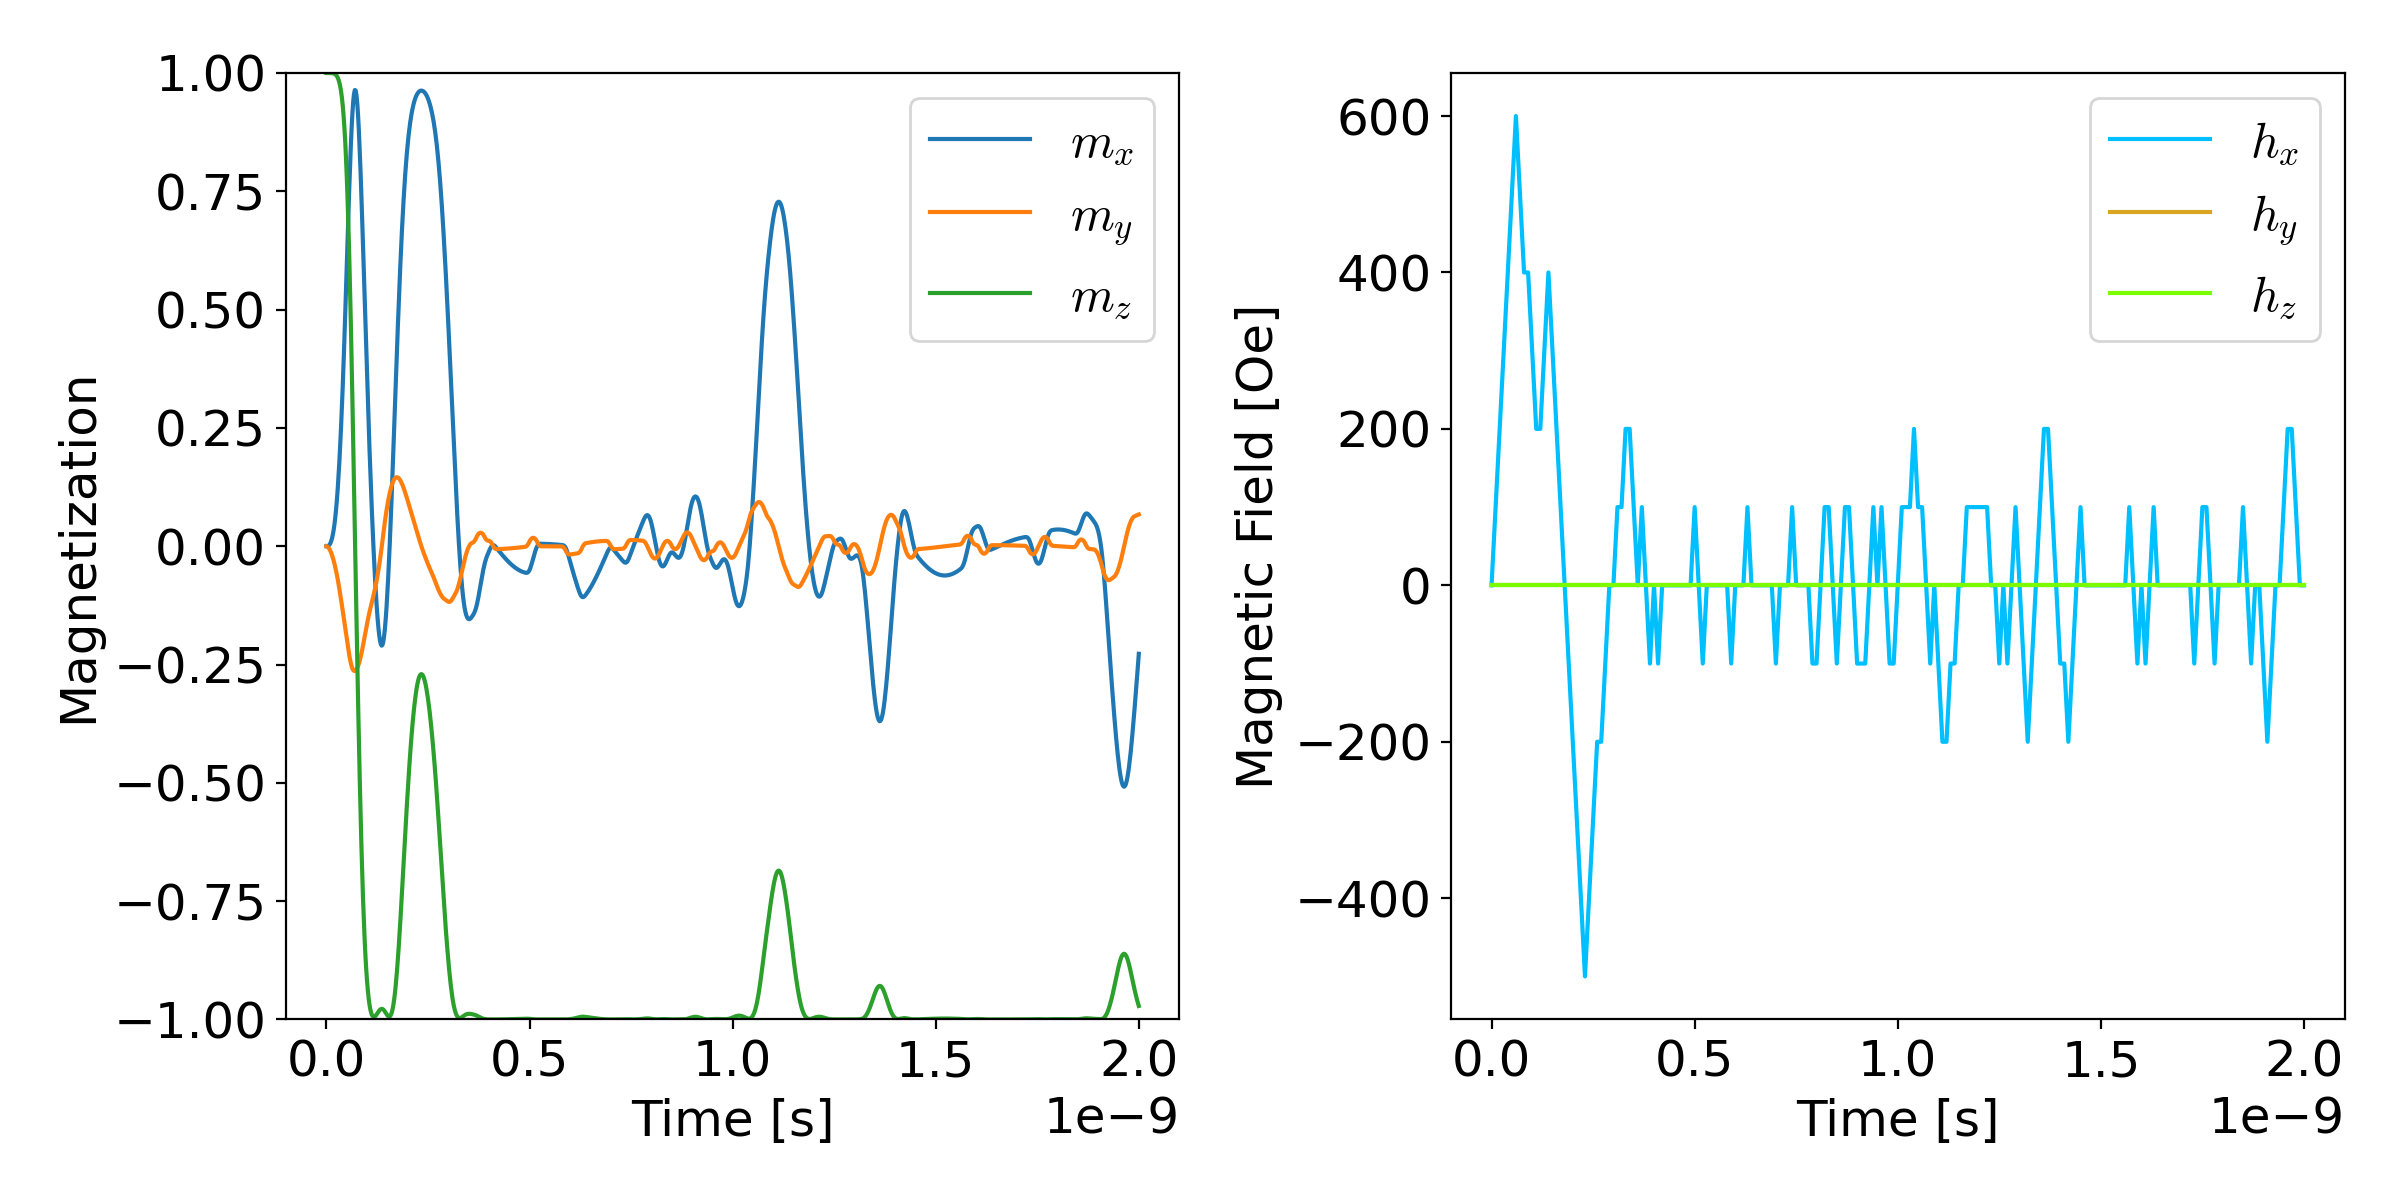 Magnetization
1.00
0.75
0.50
0.25
0.00
−0.25
−0.50
−0.75
−1.00
0.0 0.5 1.0 1.5 2.0
Time [s]
1e−9
m_x
m_y
m_z
Magnetic Field [Oe]
600
400
200
0
−200
−400
0.0 0.5 1.0 1.5 2.0
Time [s]
1e−9
h_x
h_y
h_z